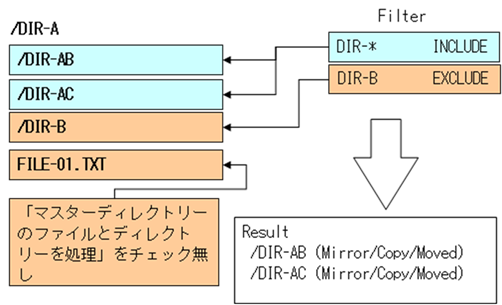 /DIR-A
/DIR-AB
/DIR-AC
/DIR-B
FILE-01.TXT
「マスターディレクトリー
のファイルとディレクト
リーを処理」をチェック無
し
Filter
DIR-* INCLUDE
DIR-B EXCLUDE
Result
/DIR-AB (Mirror/Copy/Moved)
/DIR-AC (Mirror/Copy/Moved)